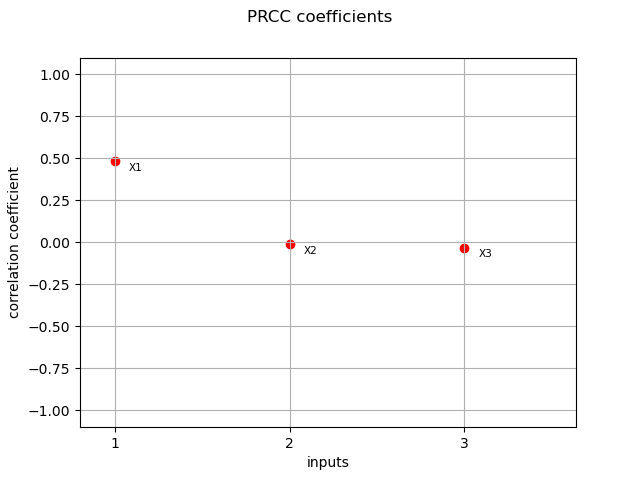 PRCC coefficients
1.00
0.75
0.50
0.25
0.00
−0.25
−0.50
−0.75
−1.00
correlation coefficient
X1
X2
X3
1 2 3
inputs